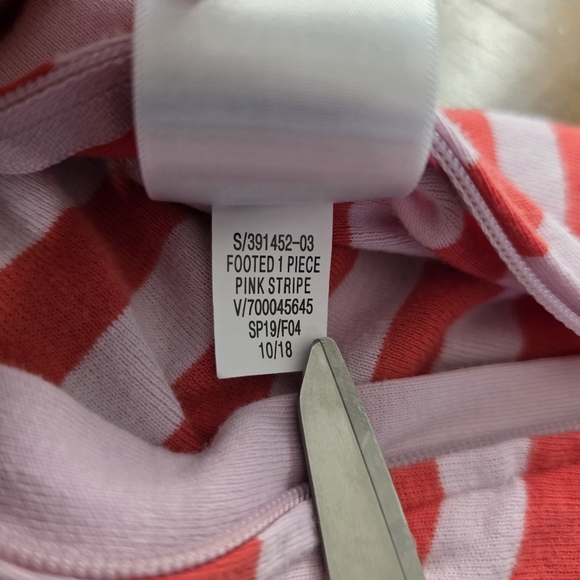 S/391452-03
FOOTED 1 PIECE
PINK STRIPE
V/700045645
SP19/F04
10/18